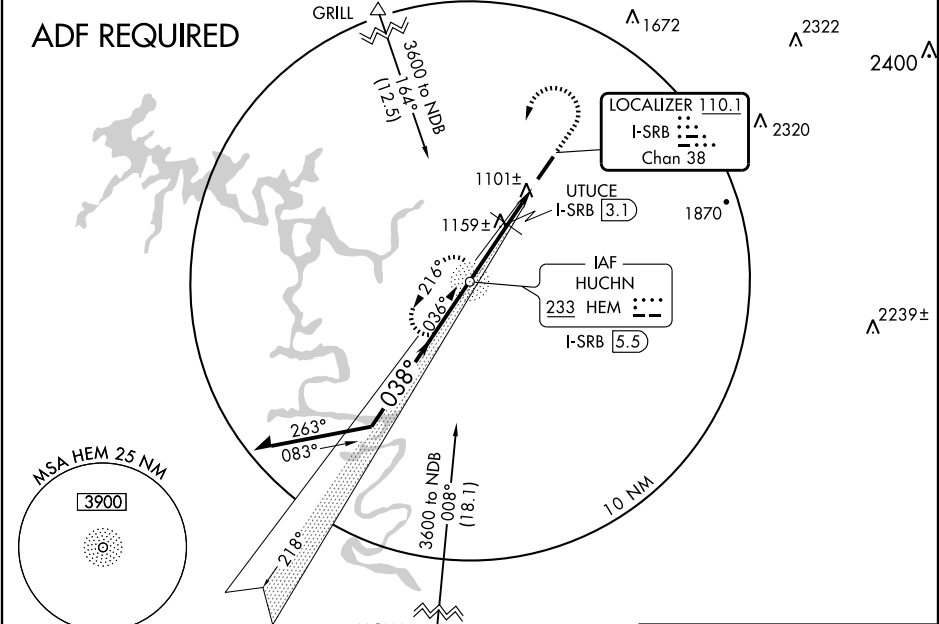 ADF REQUIRED
GRILL
3600 to NDB
164°
(12.5)
1672
2322
2400
LOCALIZER 110.1
I-SRB
Chan 38
2320
1101±
UTUCE
I-SRB 3.1
1159±
1870
IAF
HUCHN
233 HEM
I-SRB 5.5
216°
036°
2239±
038°
263°
083°
MSA HEM 25 NM
3900
218°
3600 to NDB
008°
(18.1)
10 NM